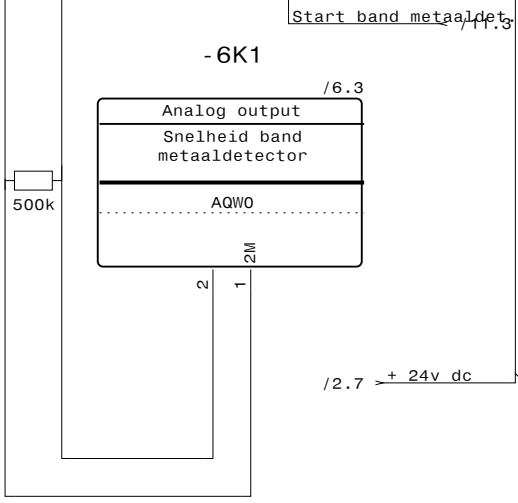 Start band metaaldet.
/11.3
-6K1
/6.3
Analog output
Snelheid band
metaaldetector
500k
AQW0
2M
2
1
/2.7
+ 24v dc